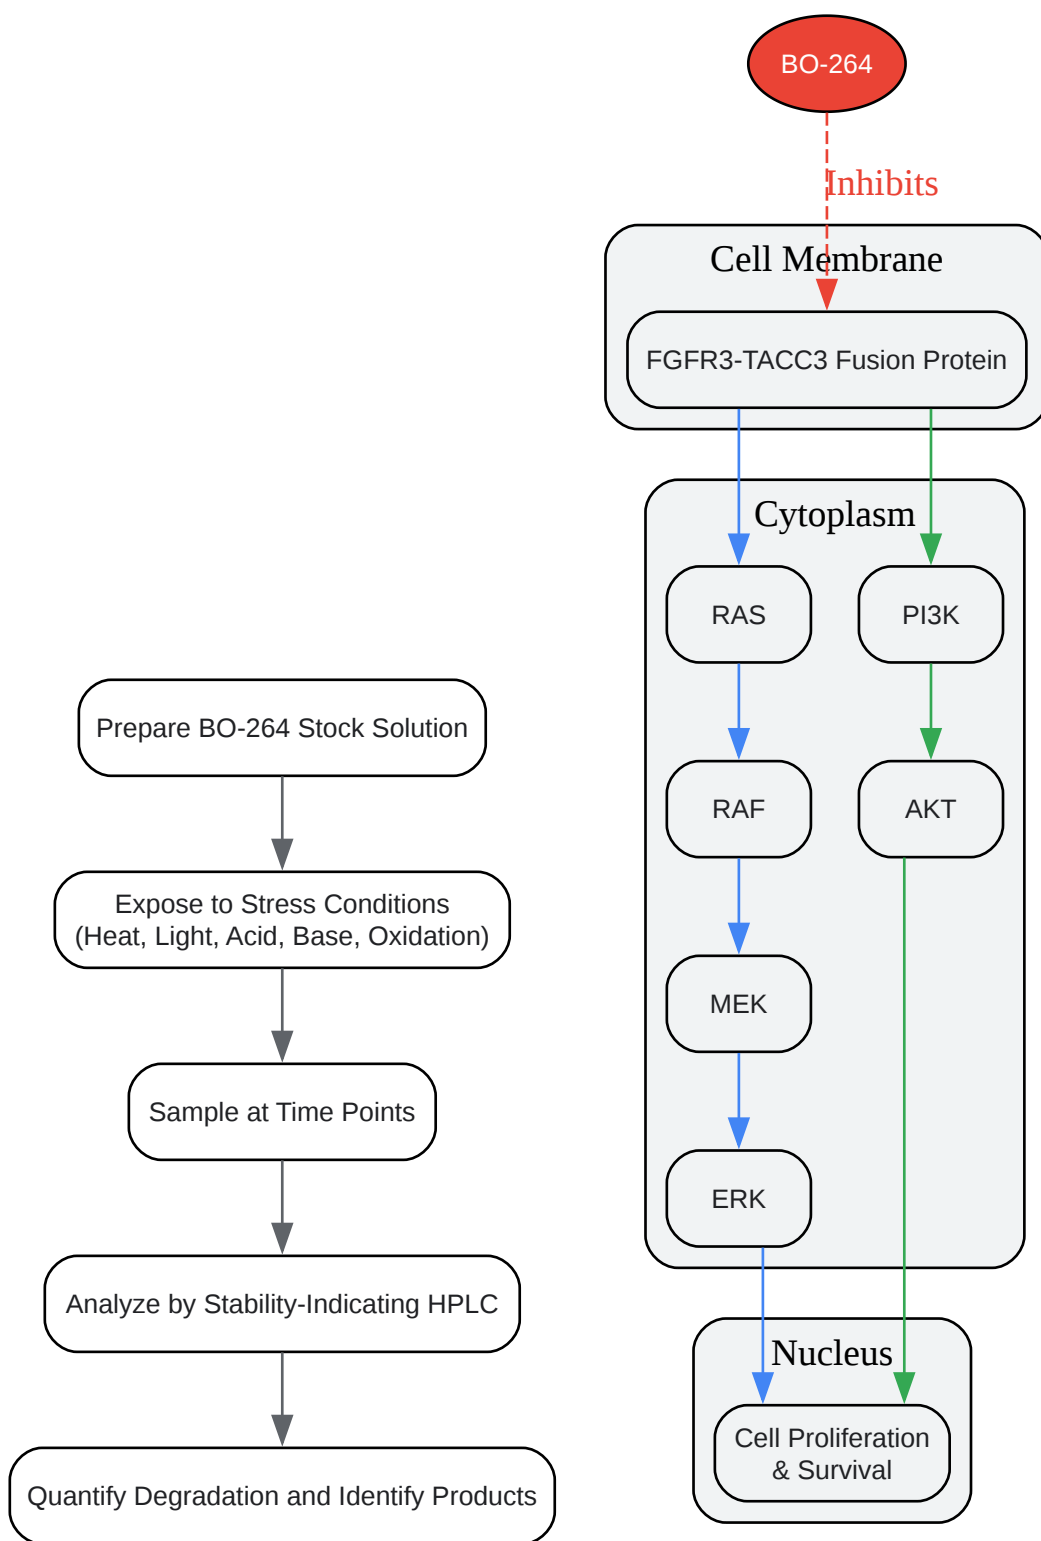 BO-264
Inhibits
Cell Membrane
FGFR3-TACC3 Fusion Protein
Cytoplasm
RAS
PI3K
RAF
AKT
MEK
ERK
Nucleus
Cell Proliferation
& Survival
Prepare BO-264 Stock Solution
Expose to Stress Conditions
(Heat, Light, Acid, Base, Oxidation)
Sample at Time Points
Analyze by Stability-Indicating HPLC
Quantify Degradation and Identify Products